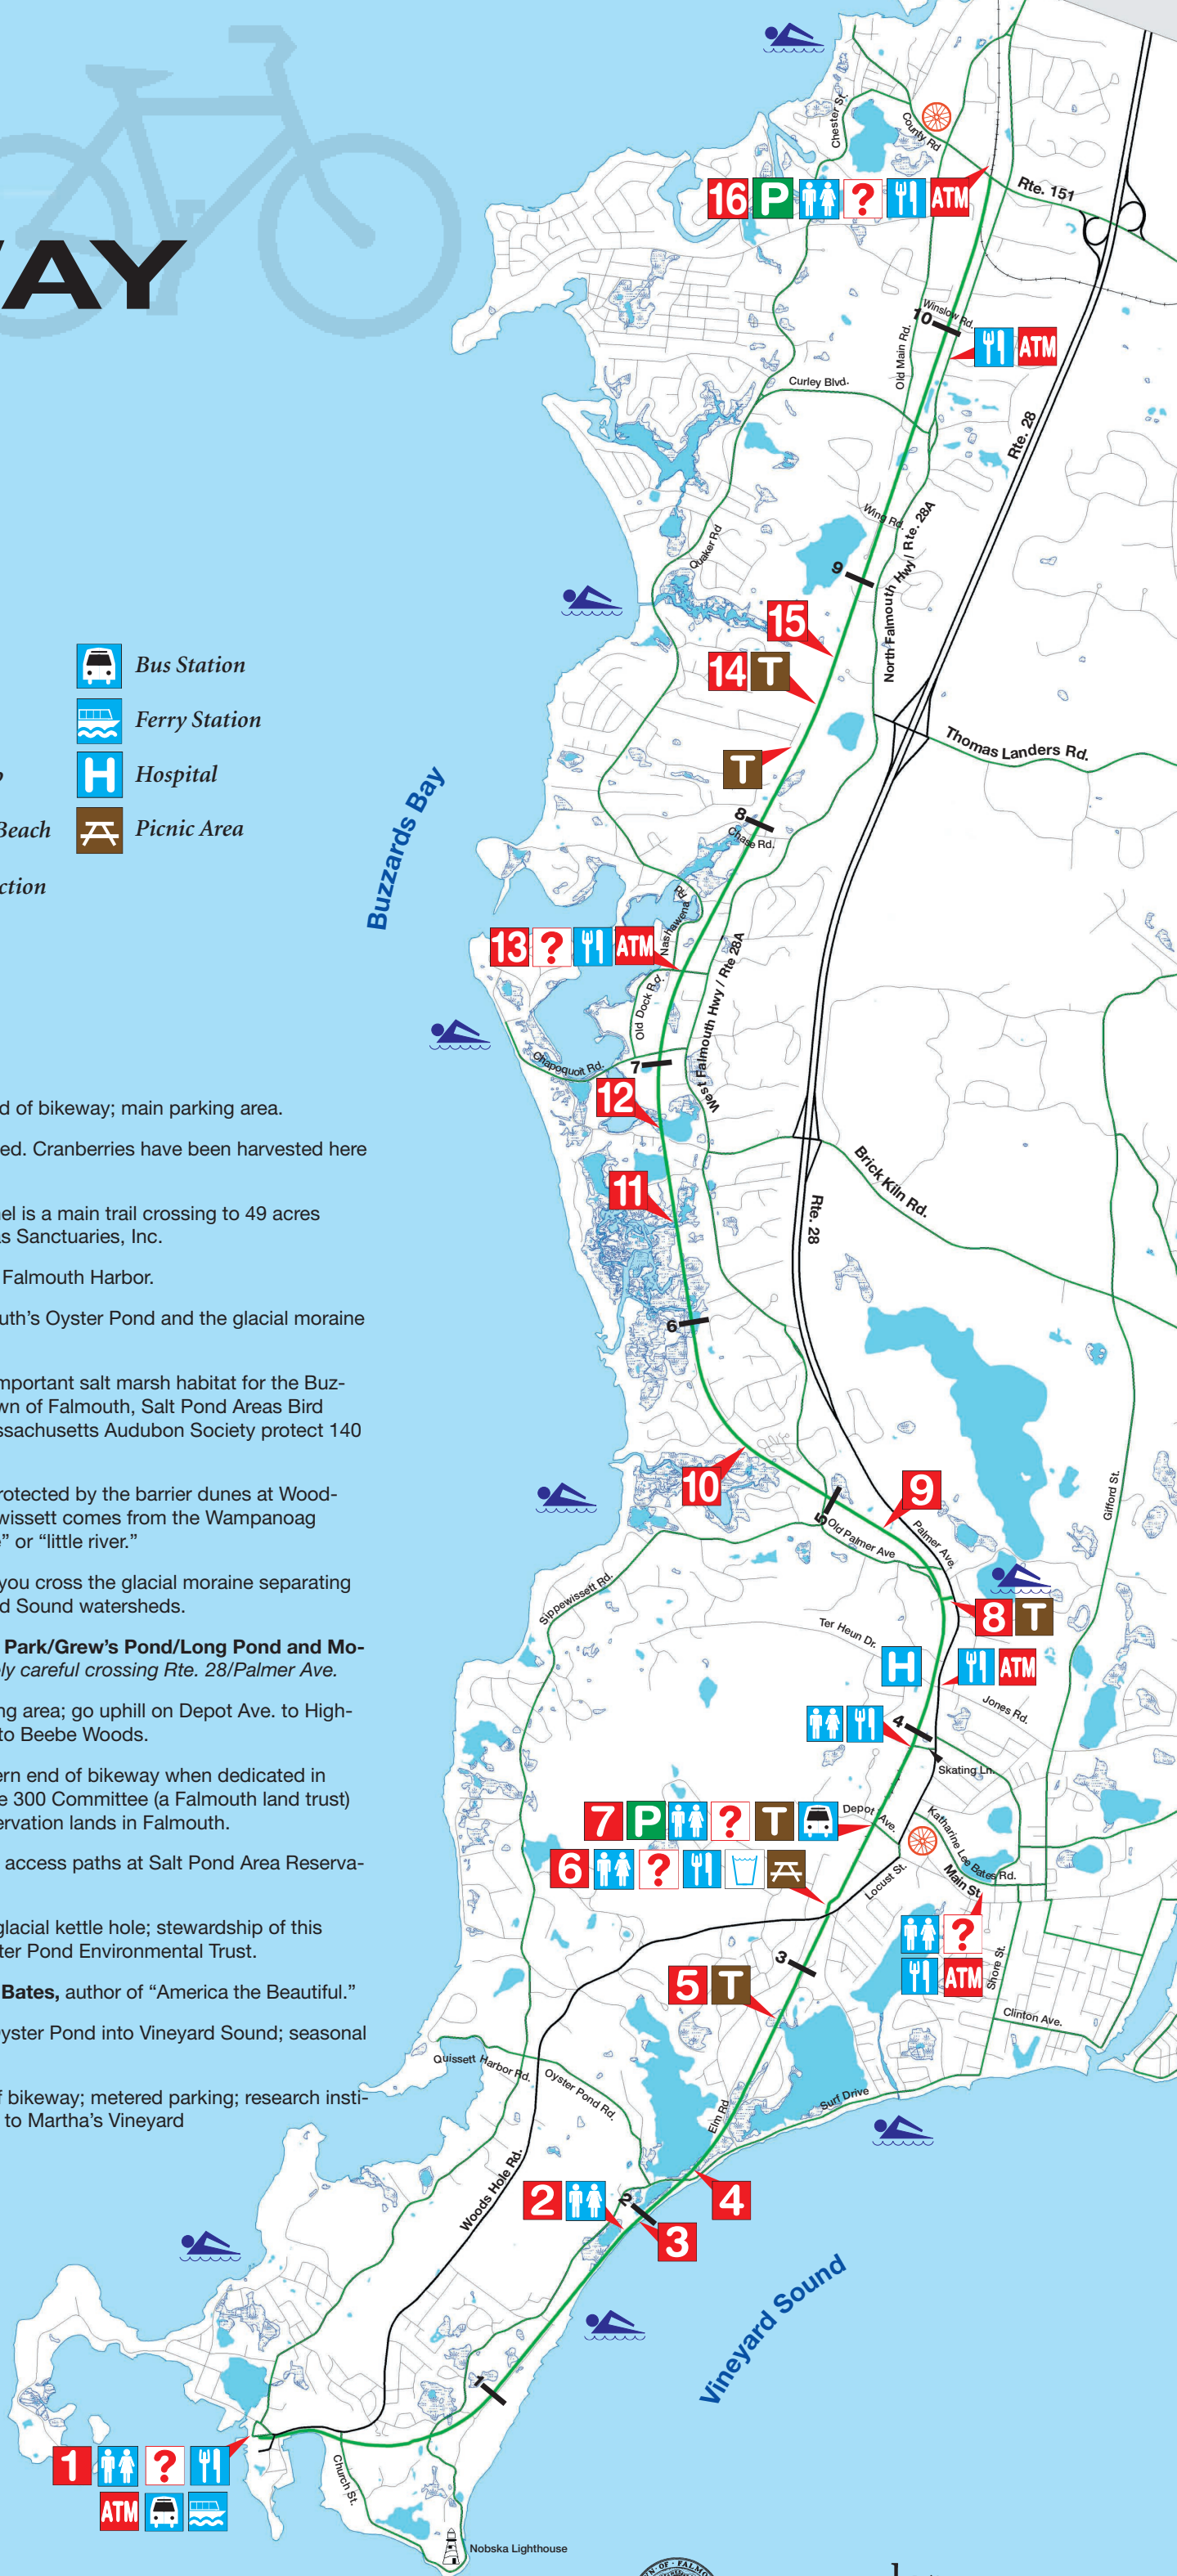 WAY
Bus Station
Ferry Station
Hospital
Beach
Picnic Area
ction
d of bikeway; main parking area.
ed. Cranberries have been harvested here
el is a main trail crossing to 49 acres
s Sanctuaries, Inc.
Falmouth Harbor.
uth’s Oyster Pond and the glacial moraine
mportant salt marsh habitat for the Buz-
wn of Falmouth, Salt Pond Areas Bird
ssachusetts Audubon Society protect 140
rotected by the barrier dunes at Wood-
wissett comes from the Wampanoag
” or “little river.”
you cross the glacial moraine separating
d Sound watersheds.
Park/Grew’s Pond/Long Pond and Mo-
ly careful crossing Rte. 28/Palmer Ave.
ng area; go uphill on Depot Ave. to High-
to Beebe Woods.
ern end of bikeway when dedicated in
e 300 Committee (a Falmouth land trust)
ervation lands in Falmouth.
access paths at Salt Pond Area Reserva-
glacial kettle hole; stewardship of this
ter Pond Environmental Trust.
Bates, author of “America the Beautiful.”
yster Pond into Vineyard Sound; seasonal
f bikeway; metered parking; research insti-
to Martha’s Vineyard
Chester St.
County Rd
Rte. 151
16 P ? ATM
Winslow Rd.
10
ATM
Old Main Rd.
Curley Blvd.
Rte. 28
Wing Rd.
North Falmouth Hwy / Rte. 28A
Quaker Rd
9
15
14 T
Thomas Landers Rd.
T
8
Chase Rd.
Buzzards Bay
Nashawena Rd
13 ? ATM
Old Dock Rd.
West Falmouth Hwy / Rte 28A
Chapoquoit Rd.
7
12
Brick Kiln Rd.
11
Rte. 28
6
10
9
Gifford St.
5
Old Palmer Ave
Palmer Ave.
Sippewissett Rd.
8 T
Ter Heun Dr.
H
ATM
Jones Rd.
4
Skating Ln.
7 P ? T
Depot Ave.
Katharine Lee Bates Rd.
6 ?
Locust St.
Main St.
?
ATM
Shore St.
3
5 T
Clinton Ave.
Quissett Harbor Rd.
Oyster Pond Rd.
Elm Rd
Surf Drive
Woods Hole Rd.
2
2
4
3
Vineyard Sound
1
1 ?
ATM
Church St.
Nobska Lighthouse